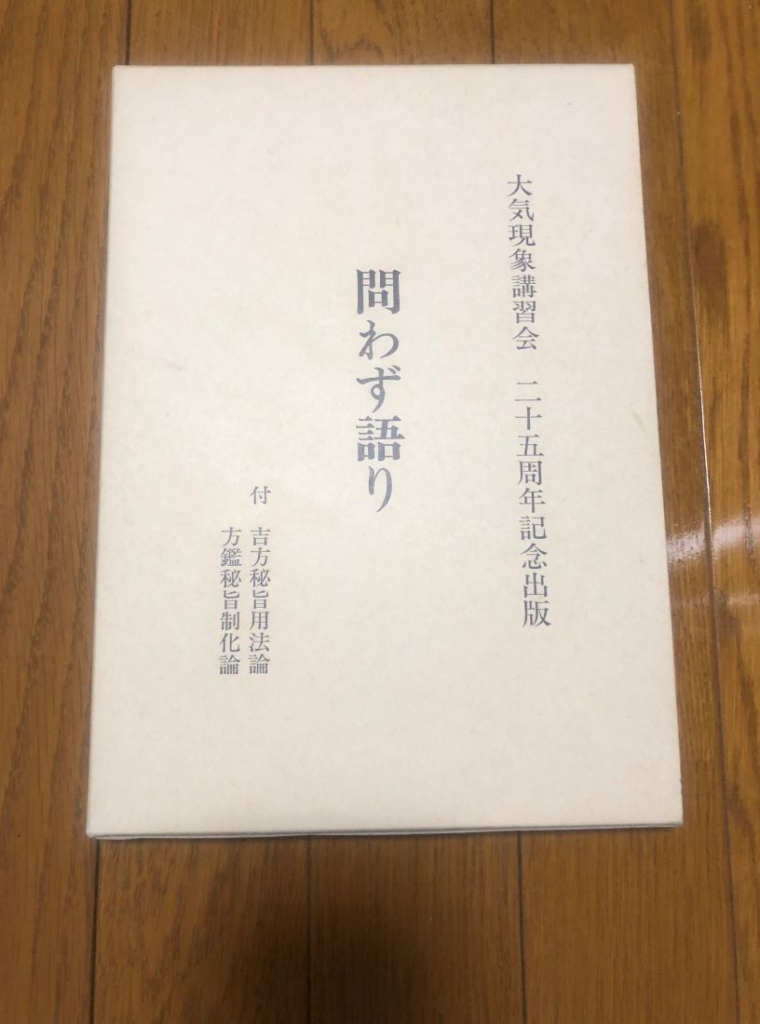 大気現象講習会 二十五周年記念出版
問わず語り
付 吉方秘旨用法論
方鑑秘旨制化論